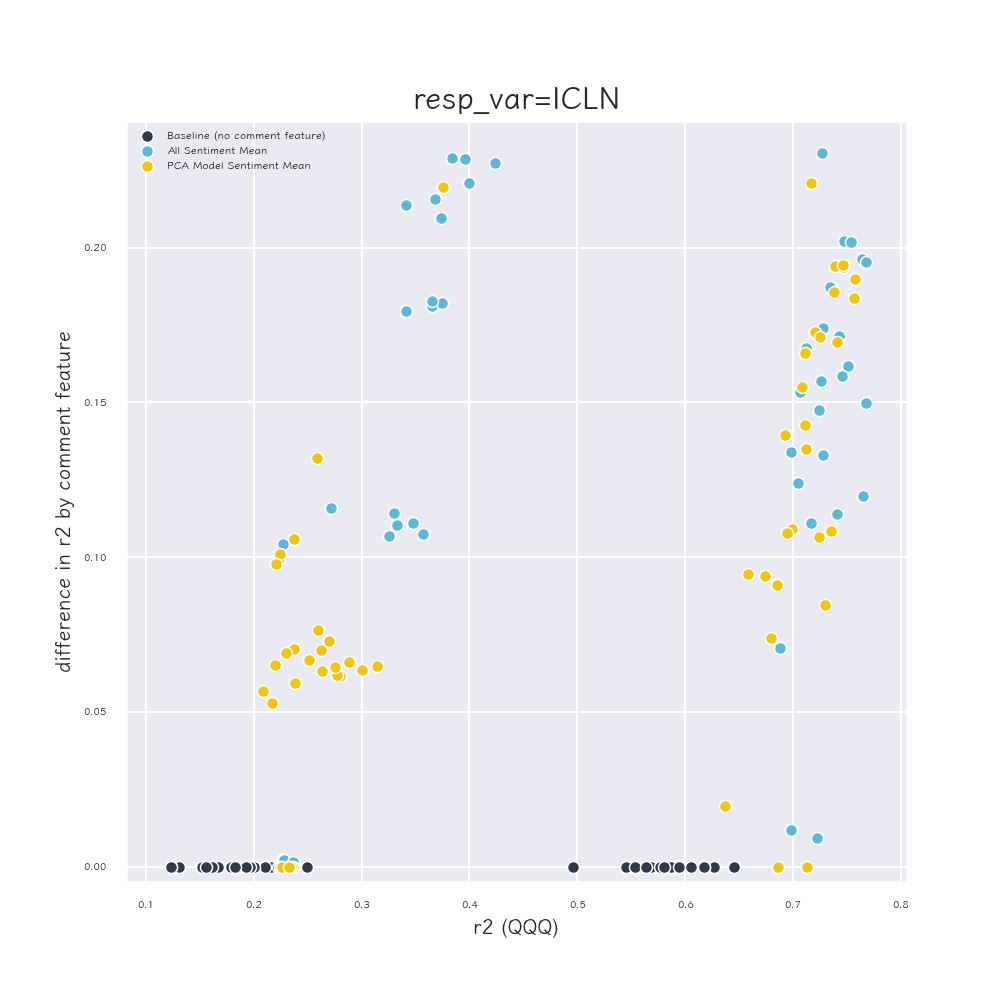 resp_var=ICLN
Baseline (no comment feature)
All Sentiment Mean
PCA Model Sentiment Mean
difference in r2 by comment feature
0.20
0.15
0.10
0.05
0.00
0.1 0.2 0.3 0.4 0.5 0.6 0.7 0.8
r2 (QQQ)